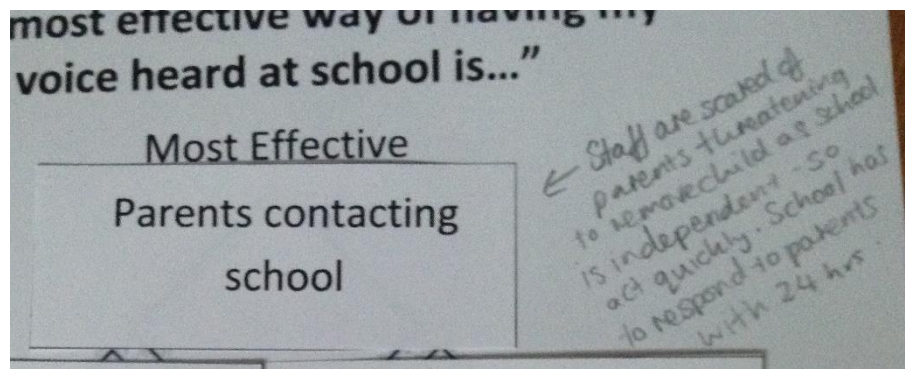 most effective way of having my
voice heard at school is...”
Most Effective
Parents contacting
school
← Staff are scared of
parents threatening
to remove child as school
is independent - so
act quickly. School has
to respond to parents
with 24 hrs.